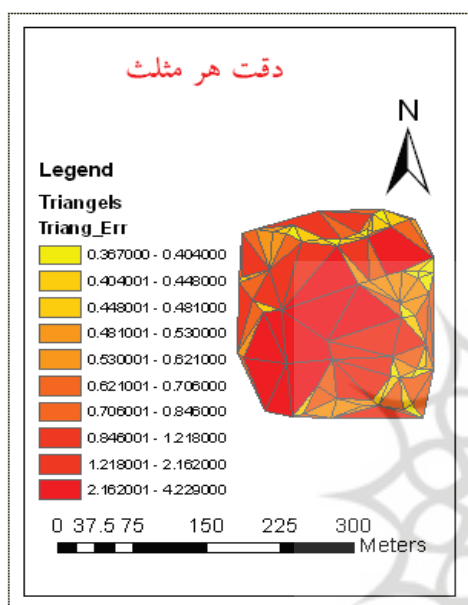 دقت هر مثلث
N
Legend
Triangels
Triang_Err
0.367000 - 0.404000
0.404001 - 0.448000
0.448001 - 0.481000
0.481001 - 0.530000
0.530001 - 0.621000
0.621001 - 0.706000
0.706001 - 0.846000
0.846001 - 1.218000
1.218001 - 2.162000
2.162001 - 4.229000
0 37.5 75 150 225 300
Meters